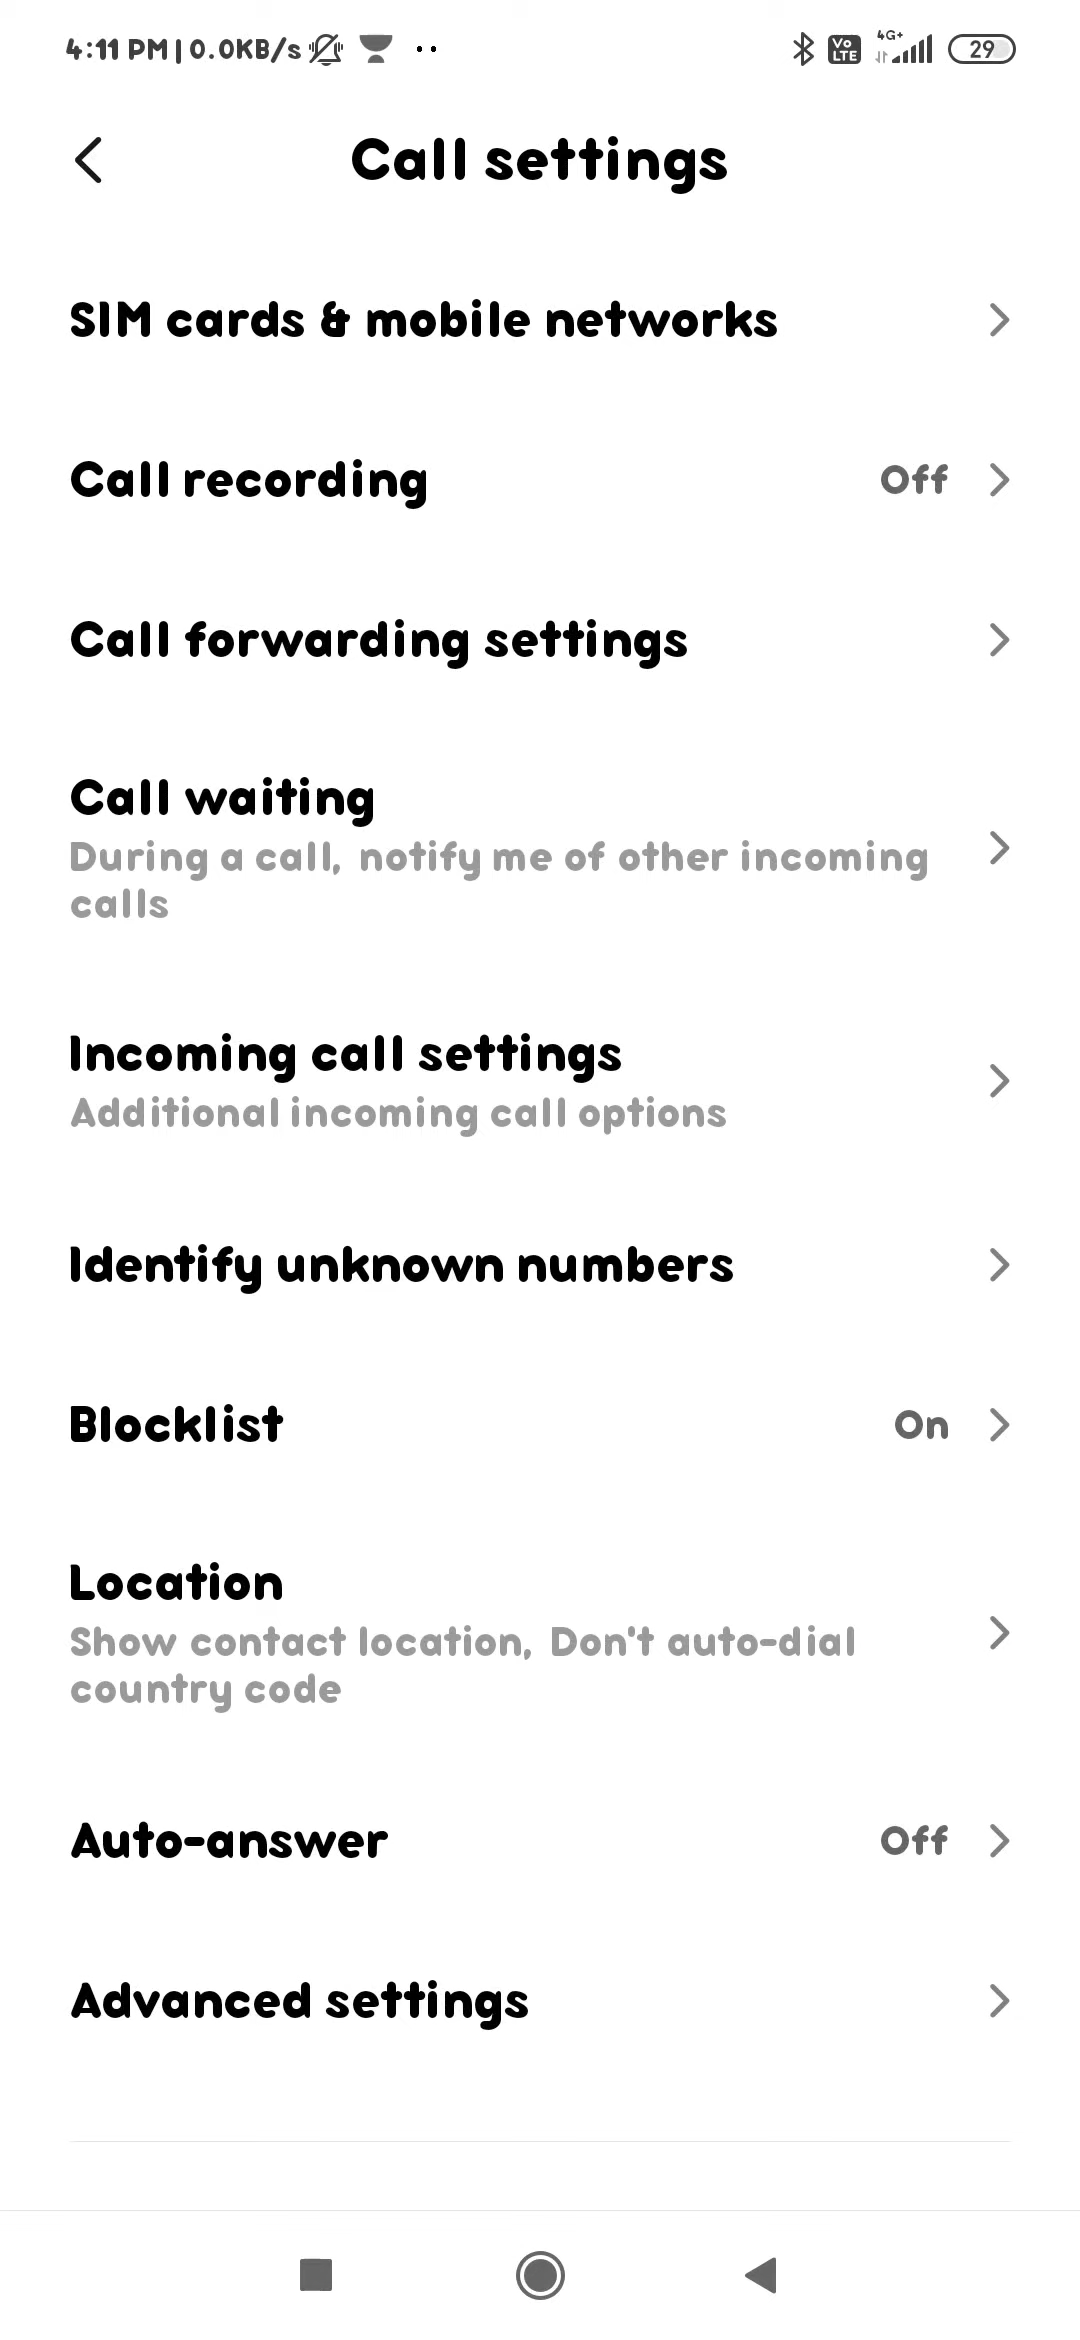 4:11 PM | 0.0KB/s
Vo LTE 4G+ 29
Call settings
SIM cards & mobile networks
Call recording Off
Call forwarding settings
Call waiting
During a call, notify me of other incoming
calls
Incoming call settings
Additional incoming call options
Identify unknown numbers
Blocklist On
Location
Show contact location, Don't auto-dial
country code
Auto-answer Off
Advanced settings